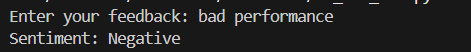 Enter your feedback: bad performance
Sentiment: Negative